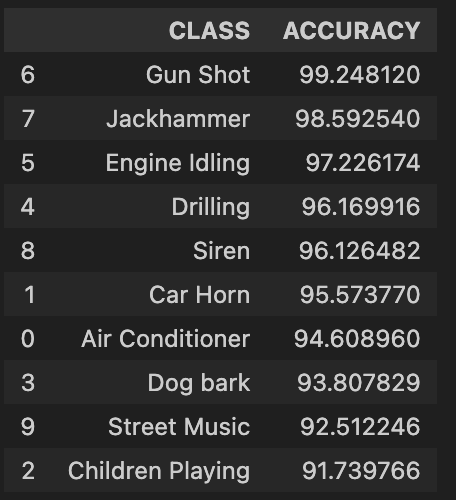 CLASS ACCURACY
6 Gun Shot 99.248120
7 Jackhammer 98.592540
5 Engine Idling 97.226174
4 Drilling 96.169916
8 Siren 96.126482
1 Car Horn 95.573770
0 Air Conditioner 94.608960
3 Dog bark 93.807829
9 Street Music 92.512246
2 Children Playing 91.739766